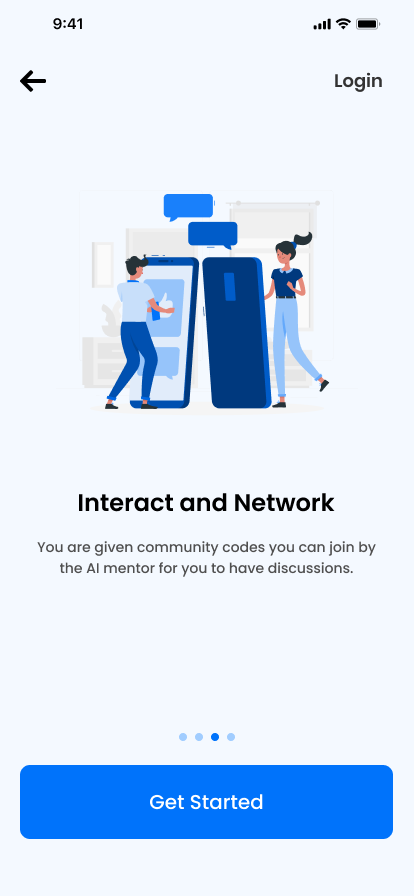 9:41
Login
Interact and Network
You are given community codes you can join by
the AI mentor for you to have discussions.
Get Started